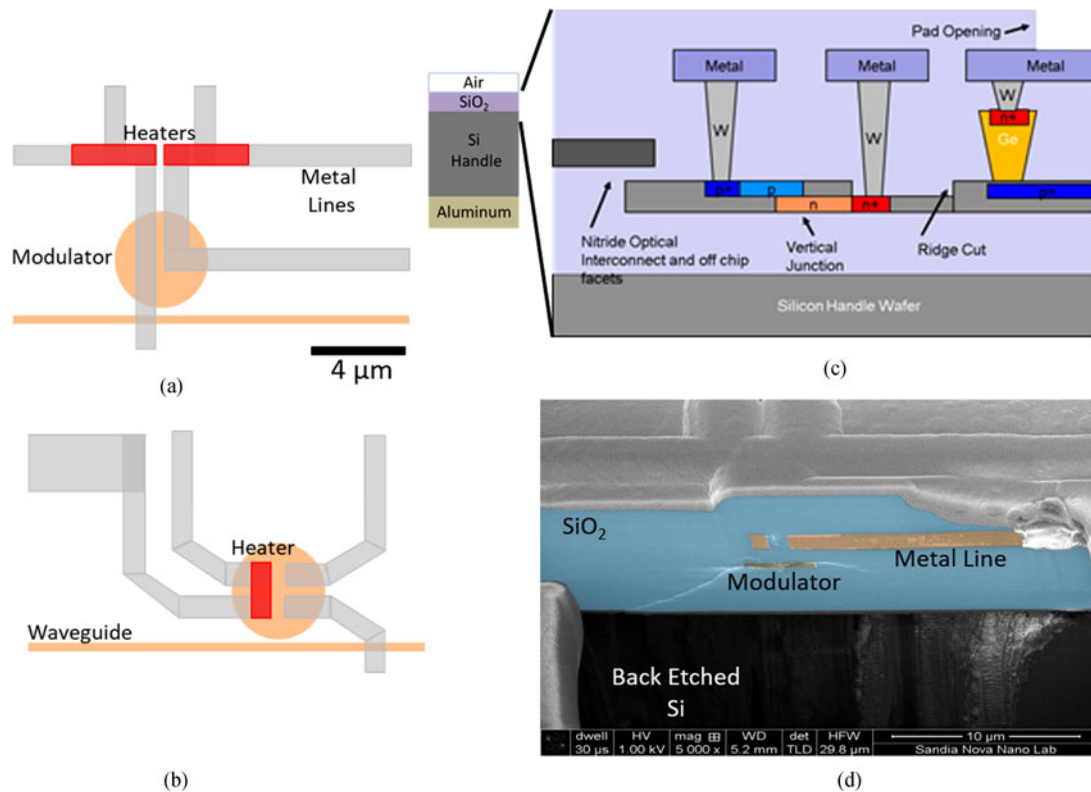 (a)
Heaters
Metal
Lines
Modulator
4 μm
(a)
Air
SiO₂
Si
Handle
Aluminum
(c)
Pad Opening
Metal
Metal
Metal
W
W
W
n+
Ge
p+
p
n
n+
p+
Nitride Optical
Interconnect and off chip
facets
Vertical
Junction
Ridge Cut
Silicon Handle Wafer
(c)
(b)
Heater
Waveguide
(b)
(d)
SiO₂
Metal Line
Modulator
Back Etched
Si
dwell HV mag ⊞ WD det HFW 10 μm
30 μs 1.00 kV 5 000 x 5.2 mm TLD 29.8 μm Sandia Nova Nano Lab
(d)